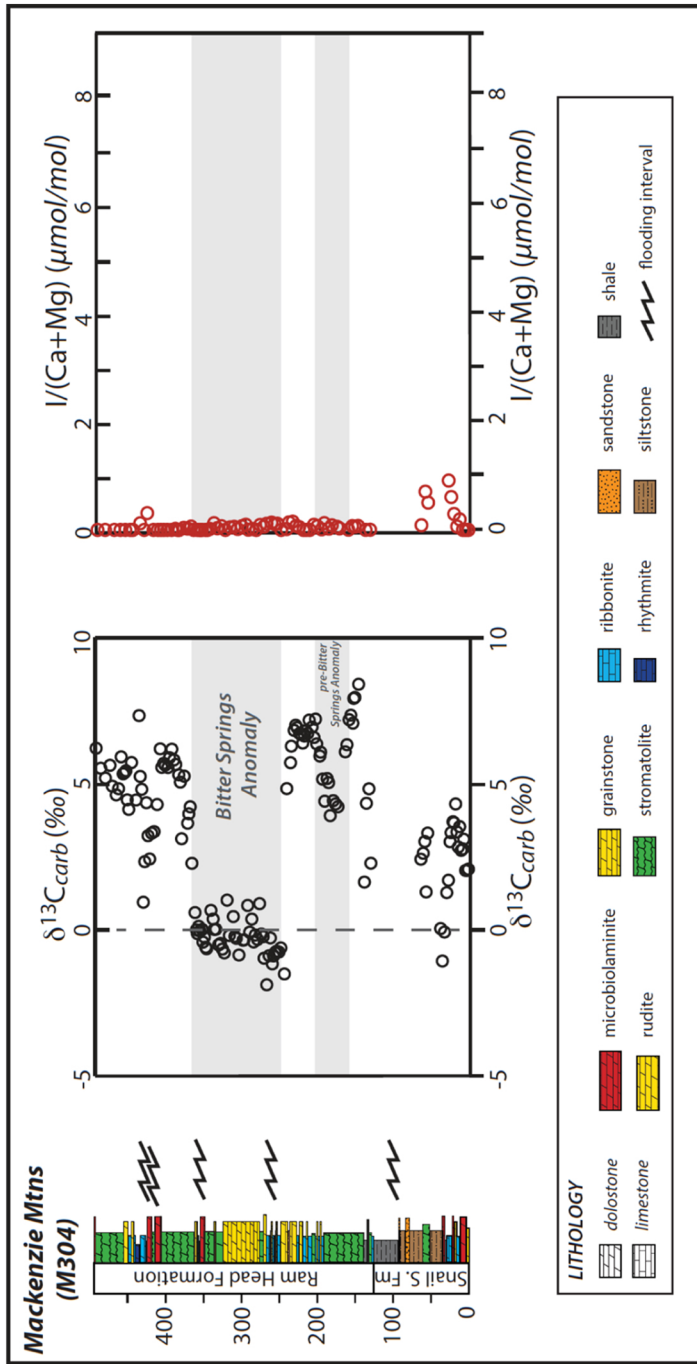 Mackenzie Mtns
(M304)
Ram Head Formation
Snail S. Fm
400
300
200
100
0
δ13Ccarb (‰)
-5
0
5
10
Bitter Springs
Anomaly
pre-Bitter
Springs Anomaly
-5
0
5
10
δ13Ccarb (‰)
I/(Ca+Mg) (μmol/mol)
0
2
4
6
8
0
2
4
6
8
I/(Ca+Mg) (μmol/mol)
LITHOLOGY
dolostone
limestone
microbiolaminite
rudite
grainstone
stromatolite
ribbonite
rhythmite
sandstone
siltstone
shale
flooding interval